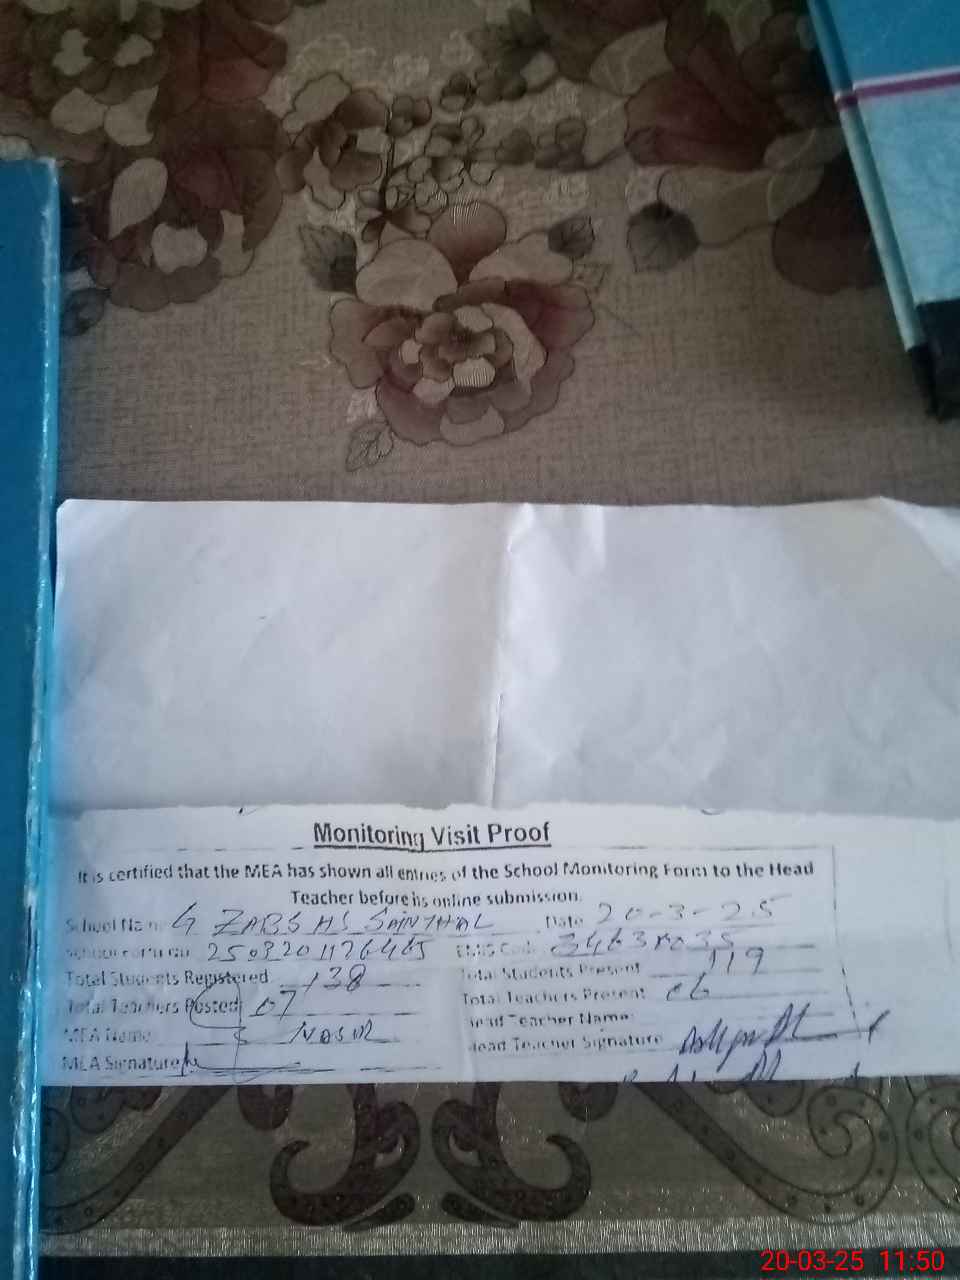 Monitoring Visit Proof
It is certified that the MEA has shown all entries of the School Monitoring Form to the Head
Teacher before its online submission.
School Name G ZABS HS SAINTHAL Date 20-3-25
EMIS Code
Total Students Registered 138 Total Students Present 119
Total Teachers Posted 07 Total Teachers Present 06
MEA Name Head Teacher Name:
MEA Signature Head Teacher Signature
20-03-25 11:50